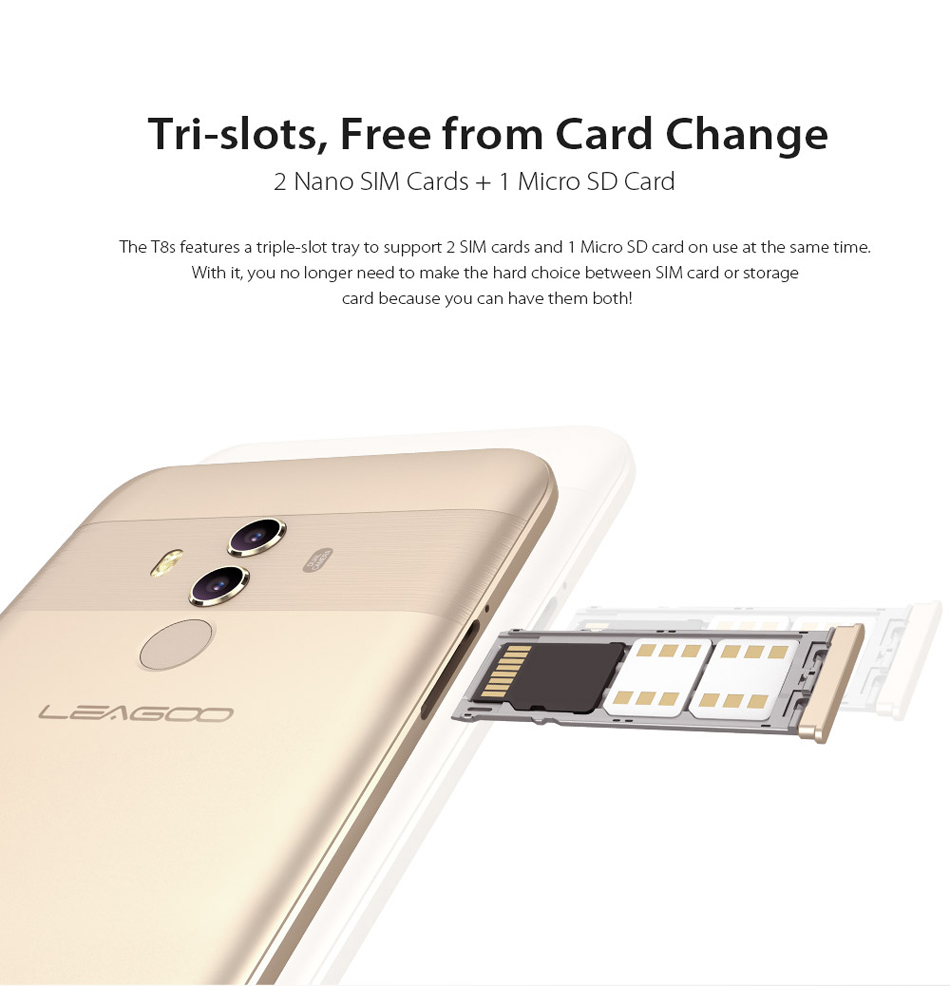 Tri-slots, Free from Card Change
2 Nano SIM Cards + 1 Micro SD Card
The T8s features a triple-slot tray to support 2 SIM cards and 1 Micro SD card on use at the same time.
With it, you no longer need to make the hard choice between SIM card or storage
card because you can have them both!
LEAGOO